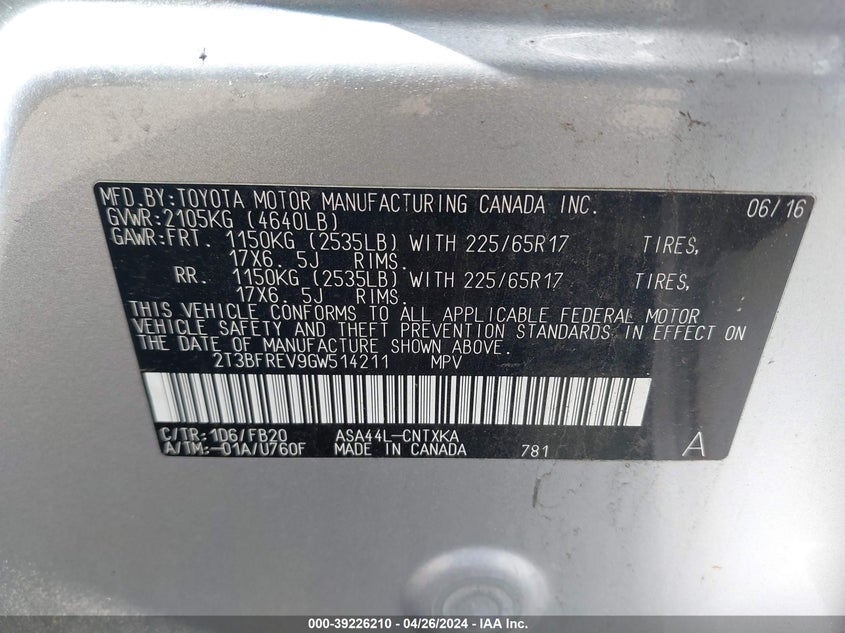 MFD. BY: TOYOTA MOTOR MANUFACTURING CANADA INC. 06/16
GVWR: 2105KG (4640LB)
GAWR: FRT. 1150KG (2535LB) WITH 225/65R17 TIRES,
17X6. 5J RIMS.
RR. 1150KG (2535LB) WITH 225/65R17 TIRES,
17X6. 5J RIMS.
THIS VEHICLE CONFORMS TO ALL APPLICABLE FEDERAL MOTOR
VEHICLE SAFETY AND THEFT PREVENTION STANDARDS IN EFFECT ON
THE DATE OF MANUFACTURE SHOWN ABOVE.
2T3BFREV9GW514211 MPV
C/TR: 1D6/FB20 ASA44L-CNTXKA
A/TM: -01A/U760F MADE IN CANADA 781 A
000-39226210 - 04/26/2024 - IAA Inc.